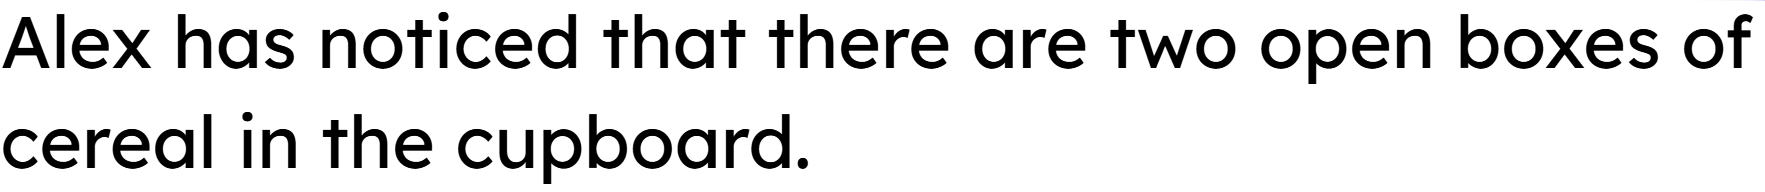 Alex has noticed that there are two open boxes of
cereal in the cupboard.